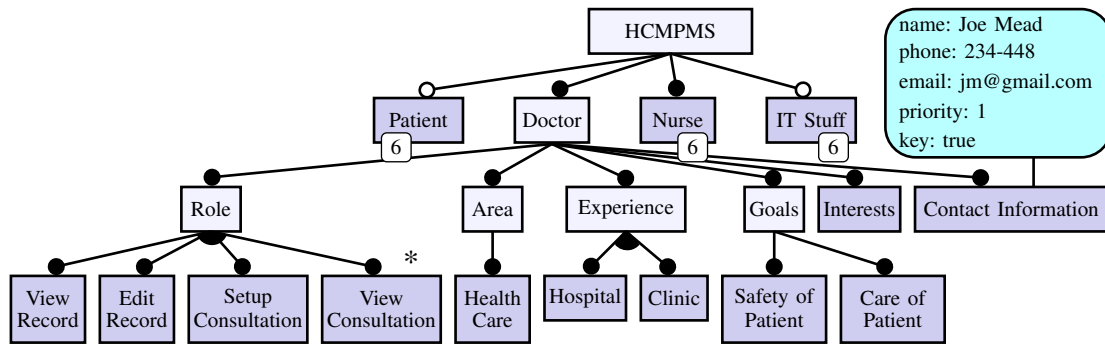 HCMPMS
name: Joe Mead
phone: 234-448
email: jm@gmail.com
priority: 1
key: true
Patient
Doctor
Nurse
IT Stuff
6
6
6
Role
Area
Experience
Goals
Interests
Contact Information
*
View
Record
Edit
Record
Setup
Consultation
View
Consultation
Health
Care
Hospital
Clinic
Safety of
Patient
Care of
Patient